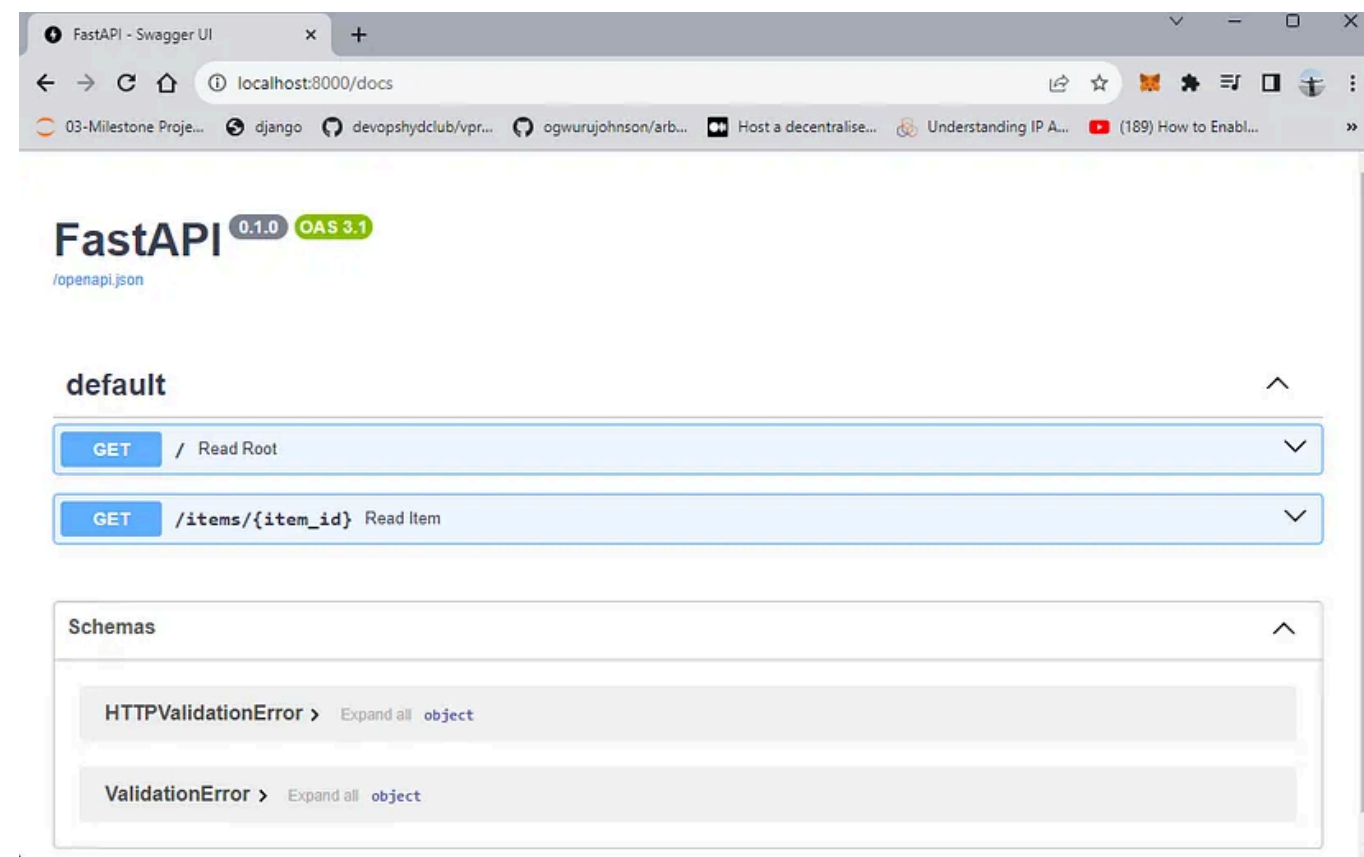 FastAPI - Swagger UI
localhost:8000/docs
03-Milestone Proje... django devopshydclub/vpr... ogwurujohnson/arb... Host a decentralise... Understanding IP A... (189) How to Enabl... »
FastAPI 0.1.0 OAS 3.1
/openapi.json
default
GET / Read Root
GET /items/{item_id} Read Item
Schemas
HTTPValidationError > Expand all object
ValidationError > Expand all object